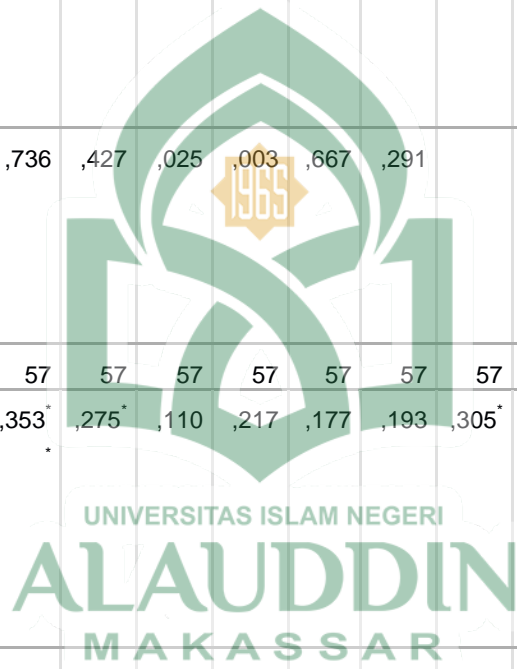 ,736 ,427 ,025 ,003 ,667 ,291
1965
57 57 57 57 57 57 57
,353* ,275* ,110 ,217 ,177 ,193 ,305*
*
UNIVERSITAS ISLAM NEGERI
ALAUDDIN
MAKASSAR